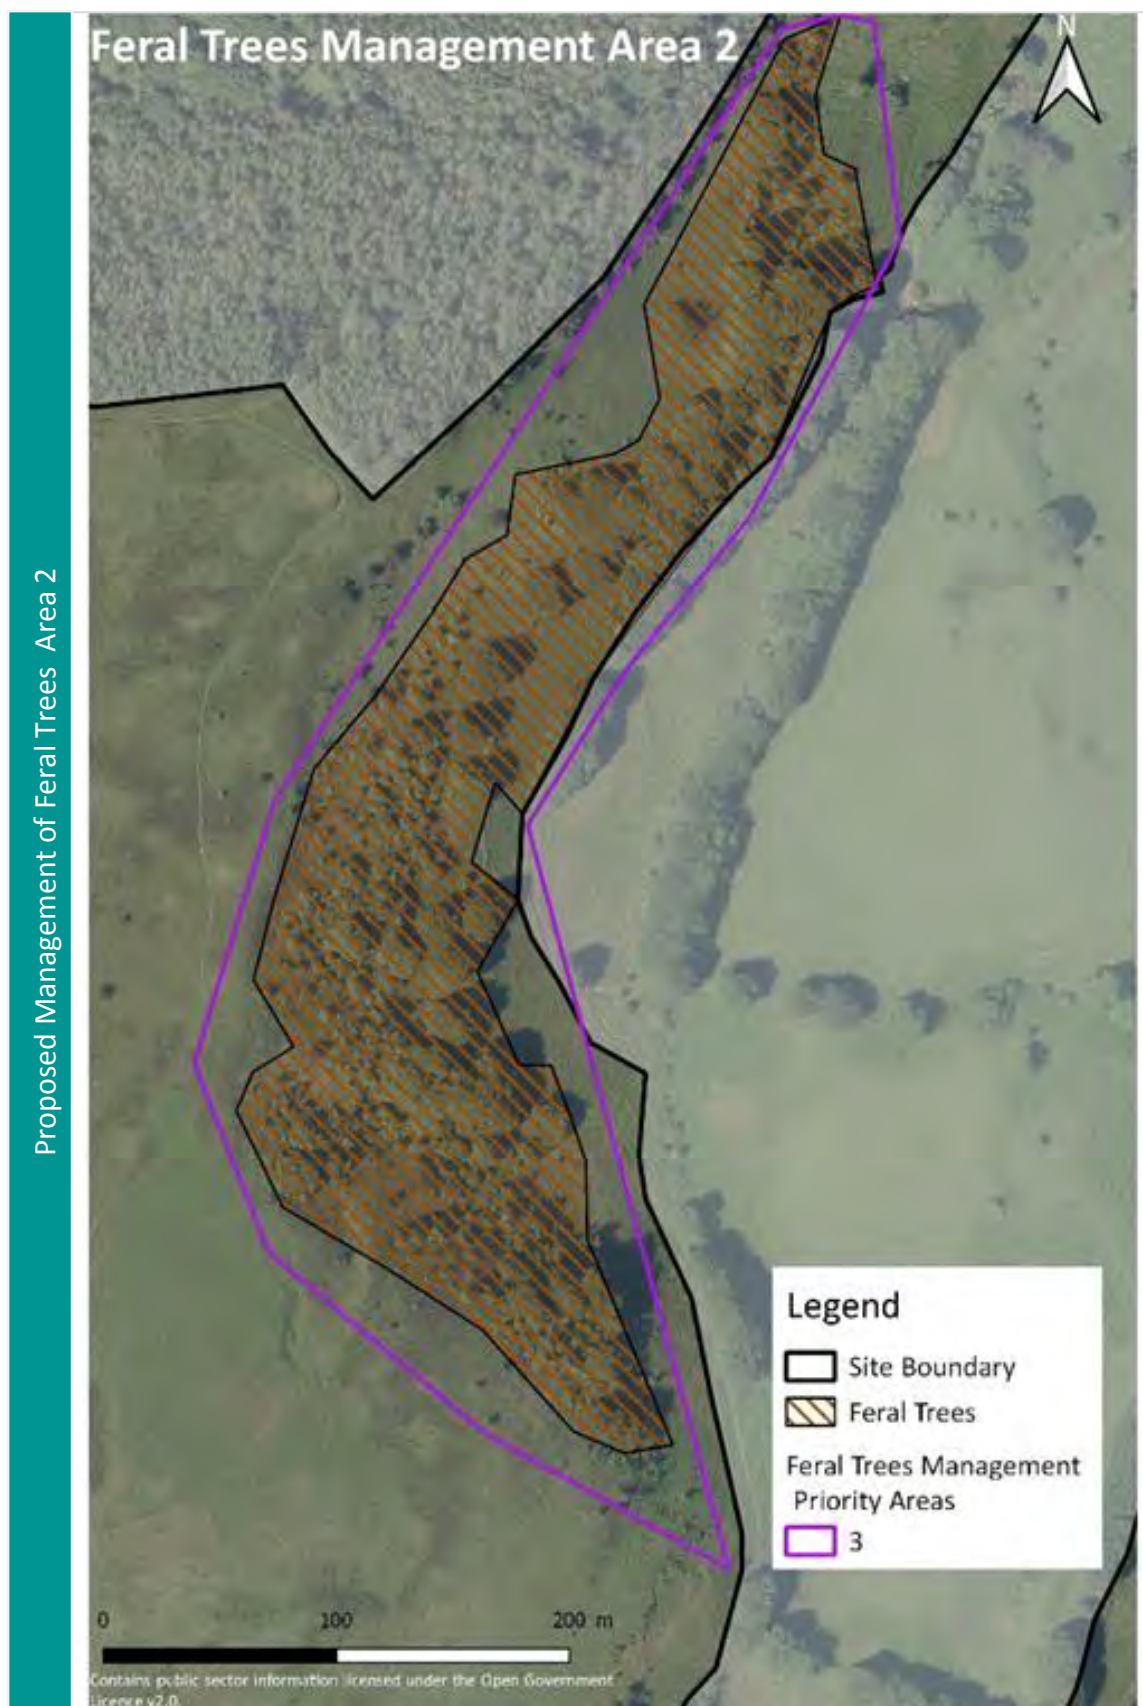 Proposed Management of Feral Trees Area 2
Feral Trees Management Area 2
N
Legend
Site Boundary
Feral Trees
Feral Trees Management
Priority Areas
3
0 100 200 m
Contains public sector information licensed under the Open Government
Licence v2.0.